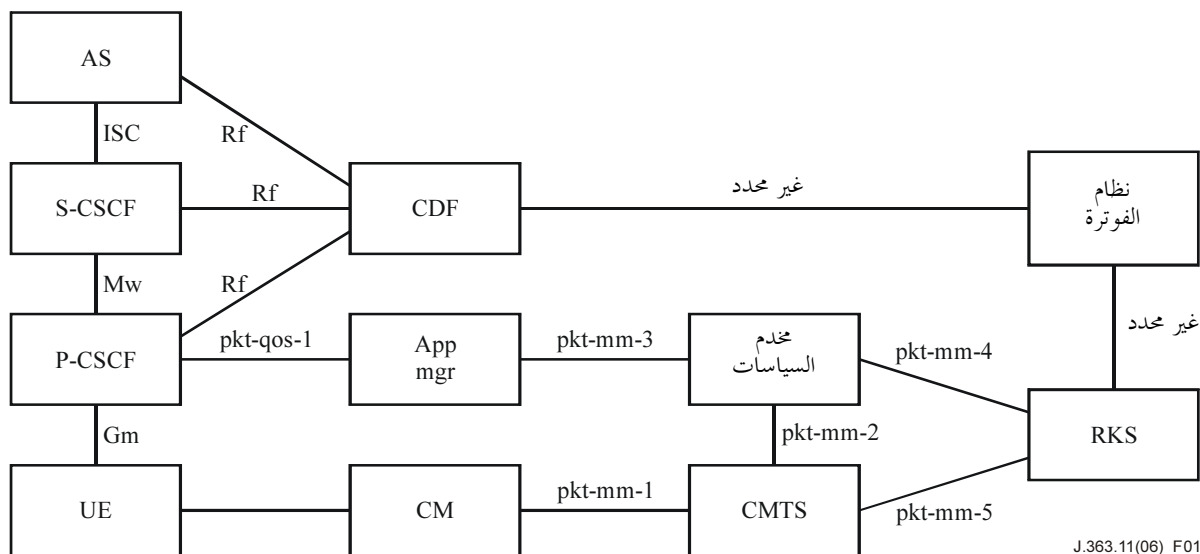 AS
ISC
Rf
S-CSCF
Rf
CDF
غير محدد
نظام
الفوترة
Mw
Rf
غير محدد
P-CSCF
pkt-qos-1
App
mgr
pkt-mm-3
مخدم
السياسات
pkt-mm-4
Gm
pkt-mm-2
RKS
UE
CM
pkt-mm-1
CMTS
pkt-mm-5
J.363.11(06)_F01